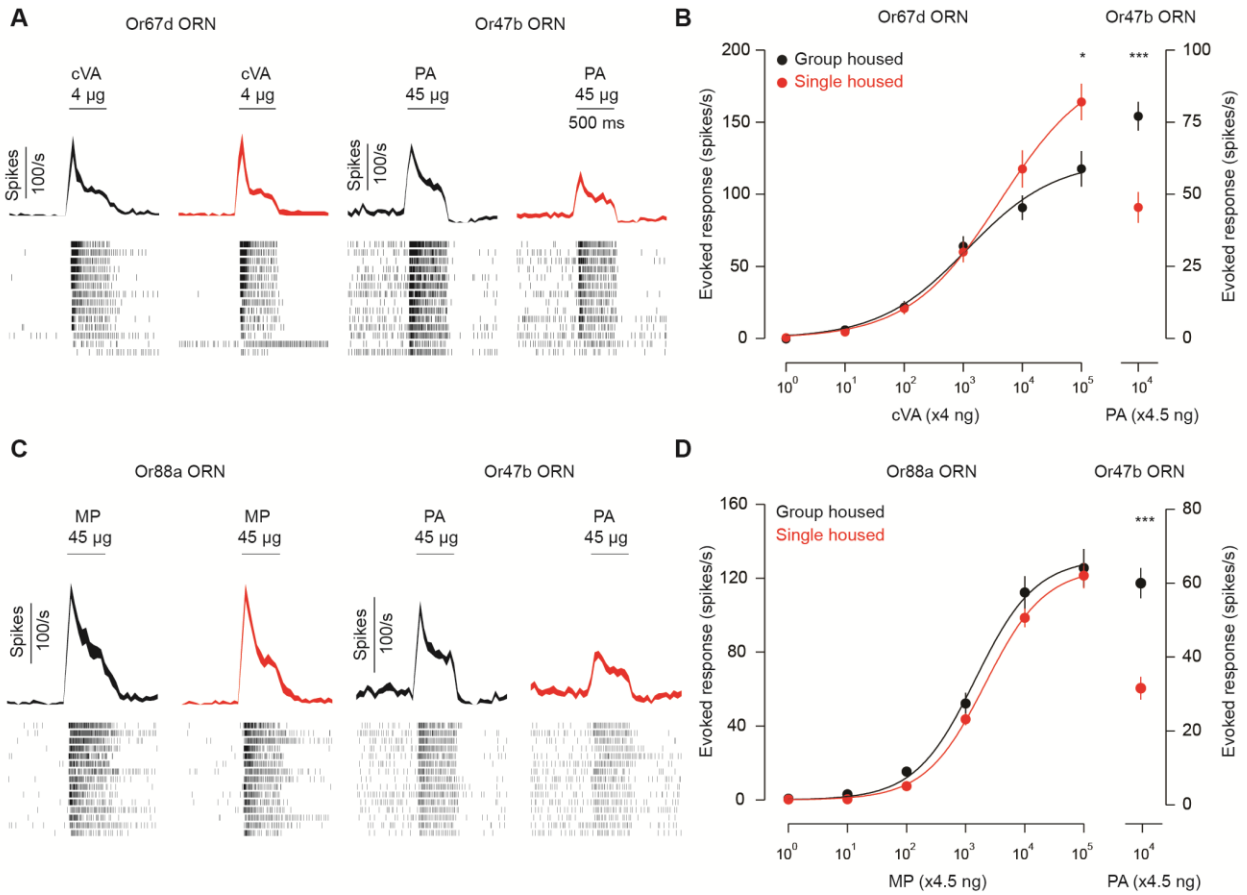 A
Or67d ORN
Or47b ORN
cVA
4 µg
cVA
4 µg
PA
45 µg
PA
45 µg
500 ms
Spikes
100/s
Spikes
100/s
B
Or67d ORN
Or47b ORN
Group housed
Single housed
*
***
Evoked response (spikes/s)
200
150
100
50
0
100
75
50
25
0
Evoked response (spikes/s)
10⁰
10¹
10²
10³
10⁴
10⁵
10⁴
cVA (x4 ng)
PA (x4.5 ng)
C
Or88a ORN
Or47b ORN
MP
45 µg
MP
45 µg
PA
45 µg
PA
45 µg
Spikes
100/s
Spikes
100/s
D
Or88a ORN
Or47b ORN
Group housed
Single housed
***
Evoked response (spikes/s)
160
120
80
40
0
80
60
40
20
0
Evoked response (spikes/s)
10⁰
10¹
10²
10³
10⁴
10⁵
10⁴
MP (x4.5 ng)
PA (x4.5 ng)